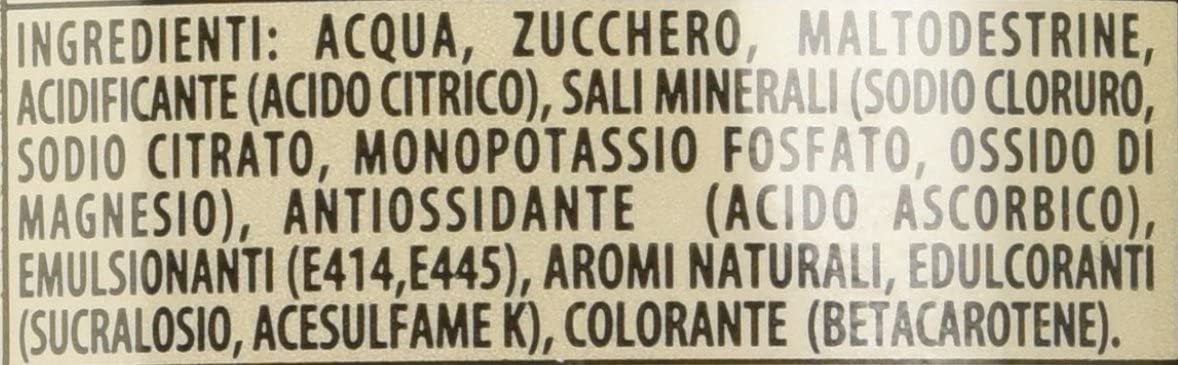 INGREDIENTI: ACQUA, ZUCCHERO, MALTODESTRINE,
ACIDIFICANTE (ACIDO CITRICO), SALI MINERALI (SODIO CLORURO,
SODIO CITRATO, MONOPOTASSIO FOSFATO, OSSIDO DI
MAGNESIO), ANTIOSSIDANTE (ACIDO ASCORBICO),
EMULSIONANTI (E414,E445), AROMI NATURALI, EDULCORANTI
(SUCRALOSIO, ACESULFAME K), COLORANTE (BETACAROTENE).